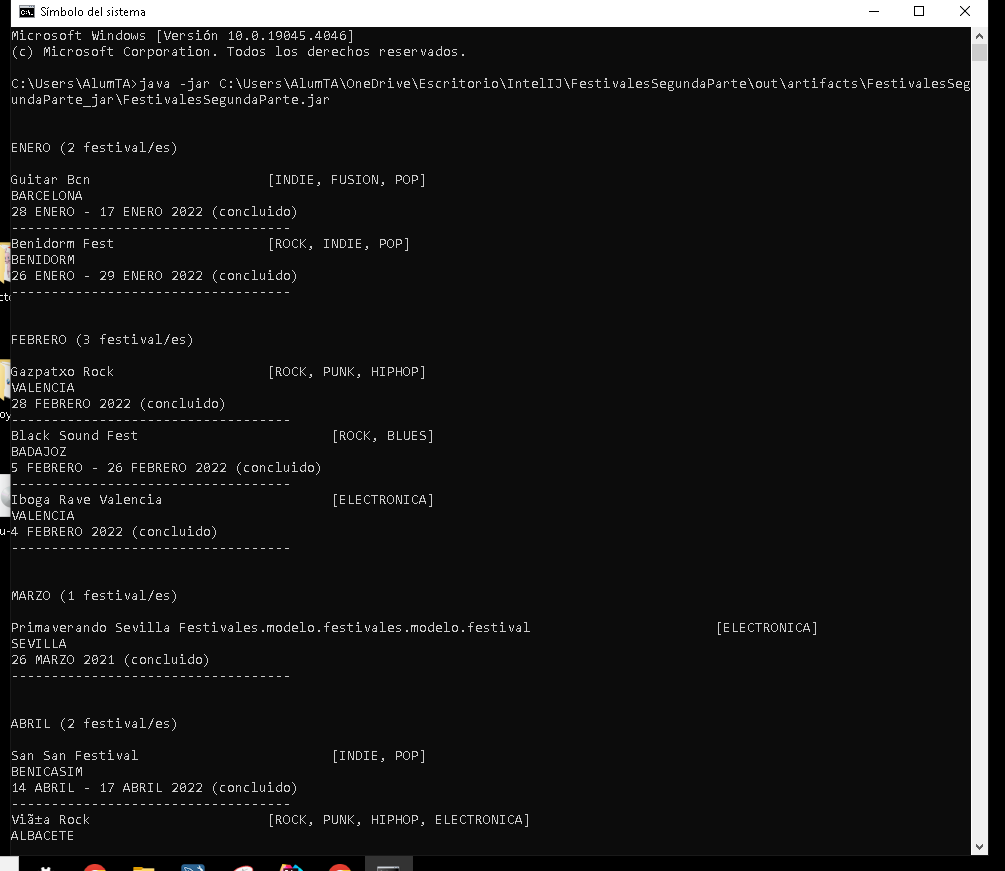 Símbolo del sistema
Microsoft Windows [Versión 10.0.19045.4046]
(c) Microsoft Corporation. Todos los derechos reservados.
C:\Users\AlumTA>java -jar C:\Users\AlumTA\OneDrive\Escritorio\IntelIJ\FestivalesSegundaParte\out\artifacts\FestivalesSeg
undaParte_jar\FestivalesSegundaParte.jar
ENERO (2 festival/es)
Guitar Bcn [INDIE, FUSION, POP]
BARCELONA
28 ENERO - 17 ENERO 2022 (concluido)
-----------------------------------
Benidorm Fest [ROCK, INDIE, POP]
BENIDORM
26 ENERO - 29 ENERO 2022 (concluido)
-----------------------------------
FEBRERO (3 festival/es)
Gazpatxo Rock [ROCK, PUNK, HIPHOP]
VALENCIA
28 FEBRERO 2022 (concluido)
-----------------------------------
Black Sound Fest [ROCK, BLUES]
BADAJOZ
5 FEBRERO - 26 FEBRERO 2022 (concluido)
-----------------------------------
Iboga Rave Valencia [ELECTRONICA]
VALENCIA
4 FEBRERO 2022 (concluido)
-----------------------------------
MARZO (1 festival/es)
Primaverando Sevilla Festivales.modelo.festivales.modelo.festival [ELECTRONICA]
SEVILLA
26 MARZO 2021 (concluido)
-----------------------------------
ABRIL (2 festival/es)
San San Festival [INDIE, POP]
BENICASIM
14 ABRIL - 17 ABRIL 2022 (concluido)
-----------------------------------
Viã±a Rock [ROCK, PUNK, HIPHOP, ELECTRONICA]
ALBACETE